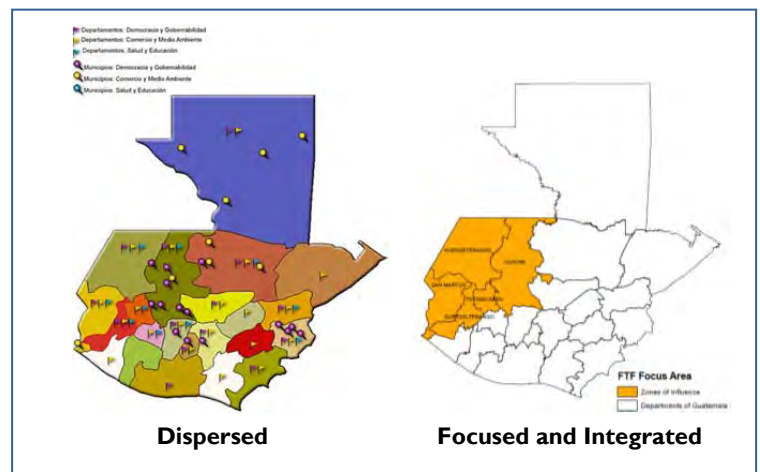 Departamentos: Democracia y Gobernabilidad
Departamentos: Comercio y Medio Ambiente
Departamentos: Salud y Educación
Municipios: Democracia y Gobernabilidad
Municipios: Comercio y Medio Ambiente
Municipios: Salud y Educación
HUEHUETENANGO
QUICHE
SAN MARCOS
TOTONICAPAN
QUETZALTENANGO
FTF Focus Area
Zones of Influence
Departments of Guatemala
Dispersed
Focused and Integrated